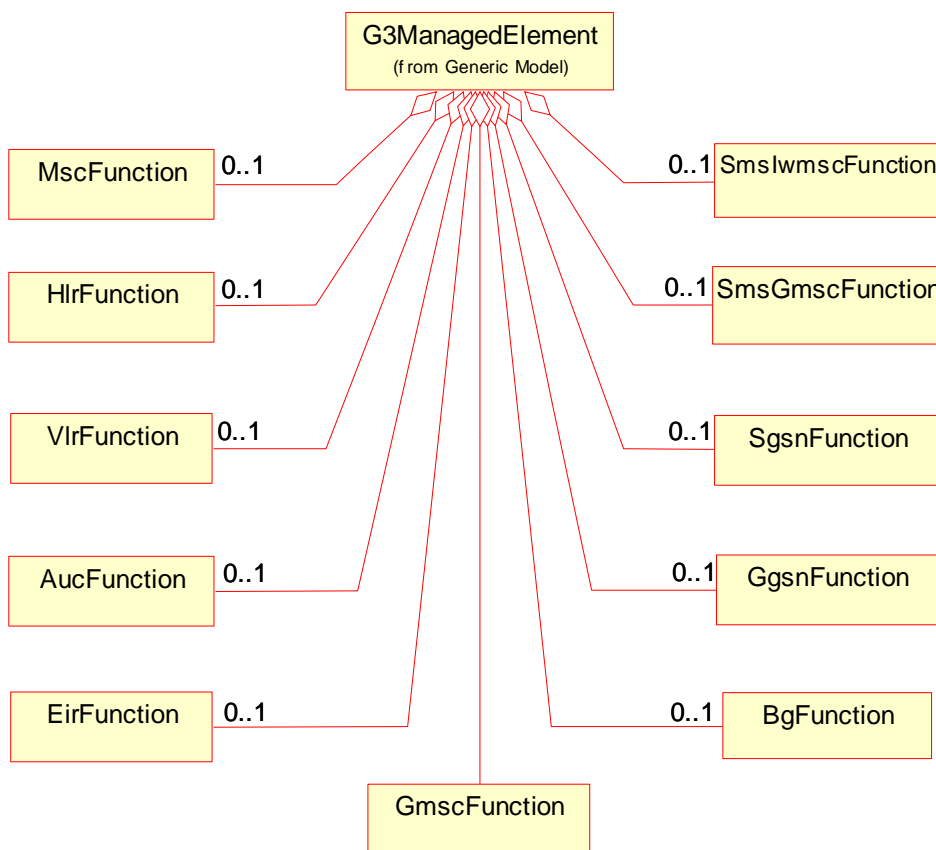 G3ManagedElement
(f rom Generic Model)
MscFunction
0..1
0..1
SmsIwmscFunction
HlrFunction
0..1
0..1
SmsGmscFunction
VlrFunction
0..1
0..1
SgsnFunction
AucFunction
0..1
0..1
GgsnFunction
EirFunction
0..1
0..1
BgFunction
GmscFunction